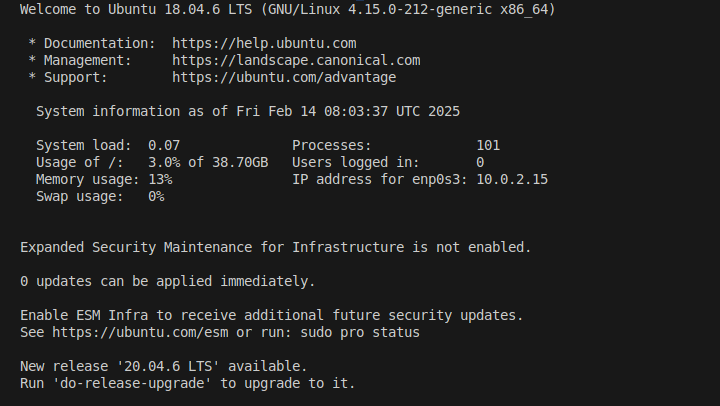 Welcome to Ubuntu 18.04.6 LTS (GNU/Linux 4.15.0-212-generic x86_64)

 * Documentation:  https://help.ubuntu.com
 * Management:     https://landscape.canonical.com
 * Support:        https://ubuntu.com/advantage

  System information as of Fri Feb 14 08:03:37 UTC 2025

  System load:  0.07              Processes:             101
  Usage of /:   3.0% of 38.70GB   Users logged in:       0
  Memory usage: 13%               IP address for enp0s3: 10.0.2.15
  Swap usage:   0%


Expanded Security Maintenance for Infrastructure is not enabled.

0 updates can be applied immediately.

Enable ESM Infra to receive additional future security updates.
See https://ubuntu.com/esm or run: sudo pro status

New release '20.04.6 LTS' available.
Run 'do-release-upgrade' to upgrade to it.